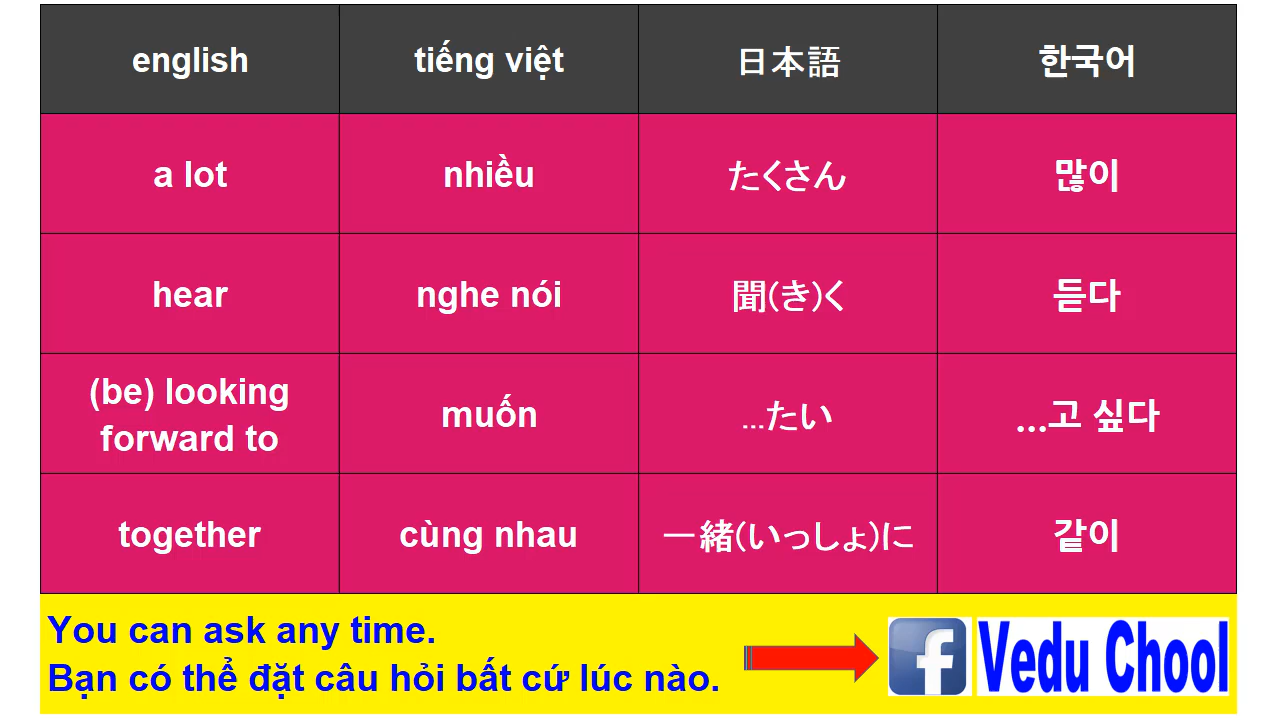 english tiếng việt 日本語 한국어
a lot nhiều たくさん 많이
hear nghe nói 聞(き)く 듣다
(be) looking
forward to muốn ...たい ...고 싶다
together cùng nhau 一緒(いっしょ)に 같이
You can ask any time.
Bạn có thể đặt câu hỏi bất cứ lúc nào.
f Vedu Chool